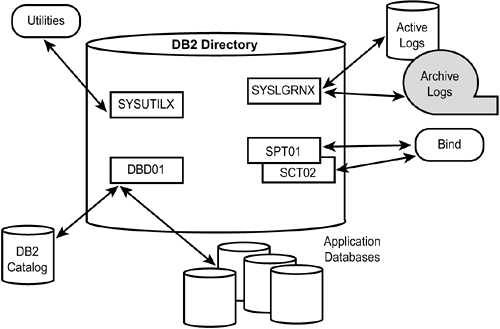 Utilities
DB2 Directory
Active
Logs
SYSUTILX
SYSLGRNX
Archive
Logs
SPT01
Bind
DBD01
SCT02
DB2
Catalog
Application
Databases